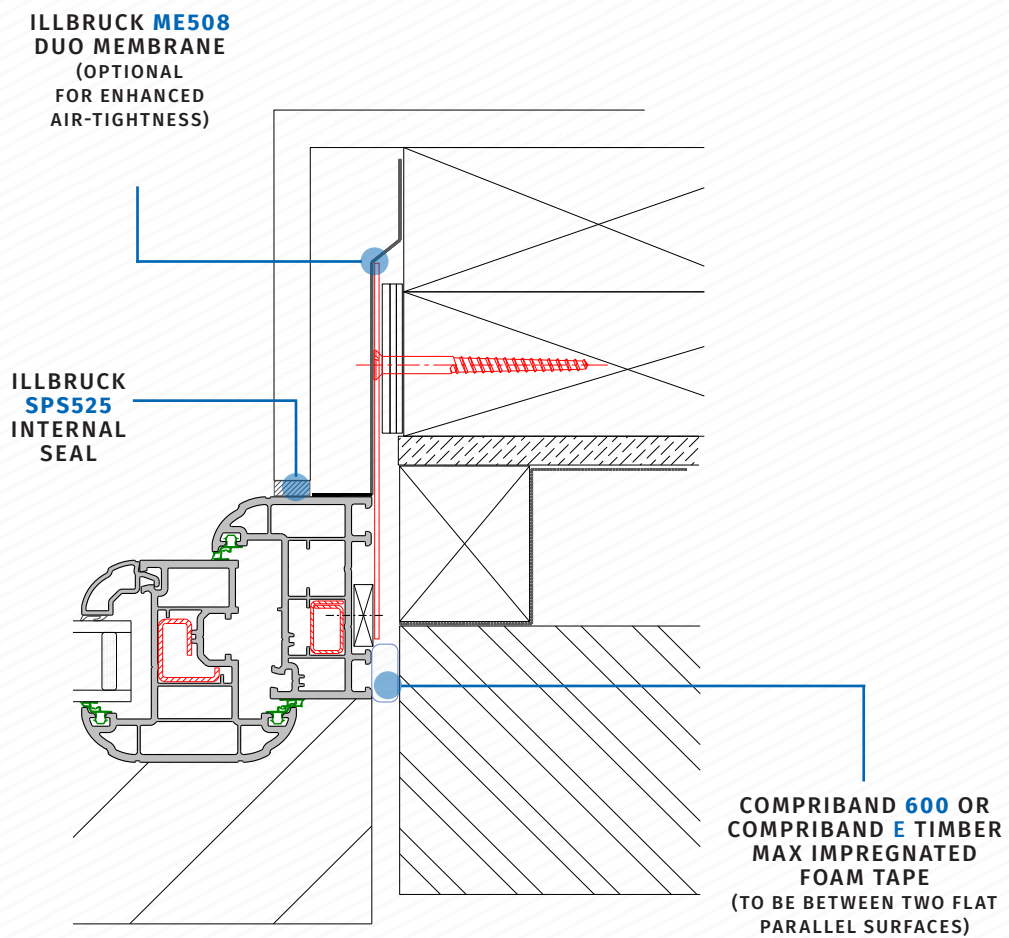 ILLBRUCK ME508
DUO MEMBRANE
(OPTIONAL
FOR ENHANCED
AIR-TIGHTNESS)
ILLBRUCK
SPS525
INTERNAL
SEAL
COMPRIBAND 600 OR
COMPRIBAND E TIMBER
MAX IMPREGNATED
FOAM TAPE
(TO BE BETWEEN TWO FLAT
PARALLEL SURFACES)